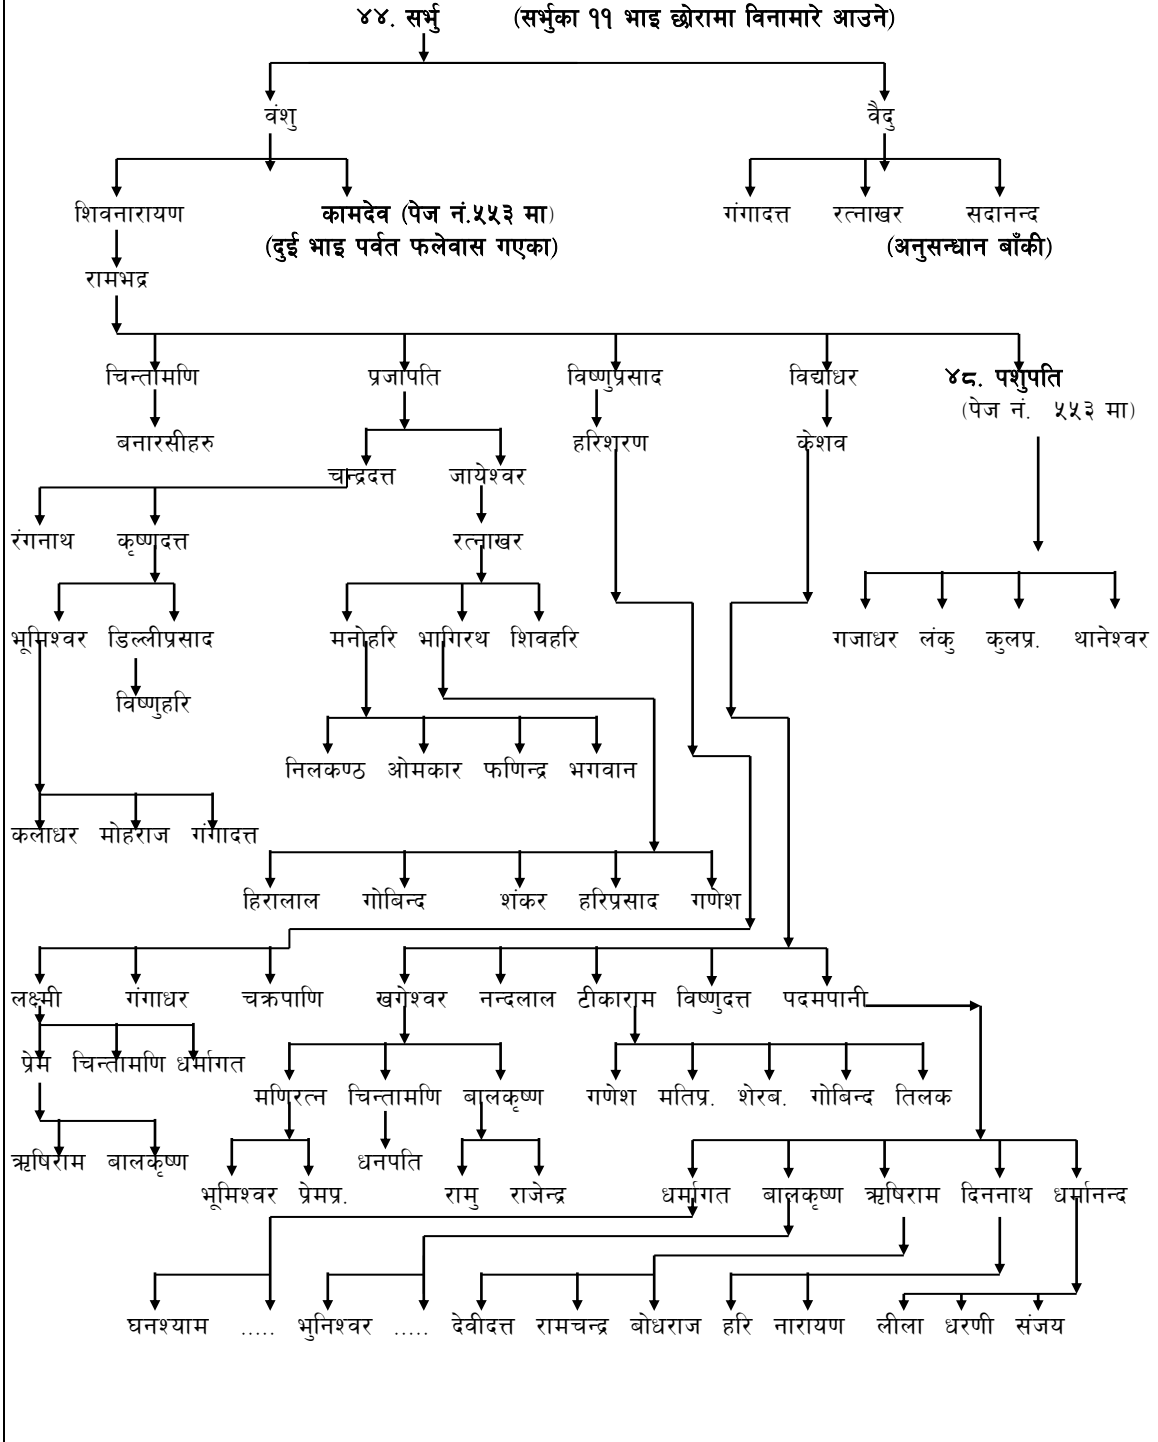 ४४. सर्भु (सर्भुका ११ भाइ छोरामा विनामारे आउने)
वंशु वैदु
शिवनारायण कामदेव (पेज नं.५५३ मा) गंगादत्त रत्नाखर सदानन्द
(दुई भाइ पर्वत फलेवास गएका) (अनुसन्धान बाँकी)
रामभद्र
चिन्तामणि प्रजापति विष्णुप्रसाद विद्याधर ४८. पशुपति
(पेज नं. ५५३ मा)
बनारसीहरु हरिशरण केशव
चान्द्रदत्त जायेश्वर
रंगनाथ कृष्णदत्त रत्नाखर
भूमिश्वर डिल्लीप्रसाद मनोहरि भागिरथ शिवहरि गजाधर लंकु कुलप्र. थानेश्वर
विष्णुहरि
निलकण्ठ ओमकार फणिन्द्र भगवान
कलाधर मोहराज गंगादत्त
हिरालाल गोबिन्द शंकर हरिप्रसाद गणेश
लक्ष्मी गंगाधर चक्रपाणि खगेश्वर नन्दलाल टीकाराम विष्णुदत्त पदमपानी
प्रेम चिन्तामणि धर्मागत
मणिरत्न चिन्तामणि बालकृष्ण गणेश मतिप्र. शेरब. गोबिन्द तिलक
ऋषिराम बालकृष्ण धनपति
भूमिश्वर प्रेमप्र. रामु राजेन्द्र धर्मागत बालकृष्ण ऋषिराम दिननाथ धर्मानन्द
घनश्याम ..... भुनिश्वर ..... देवीदत्त रामचन्द्र बोधराज हरि नारायण लीला धरणी संजय